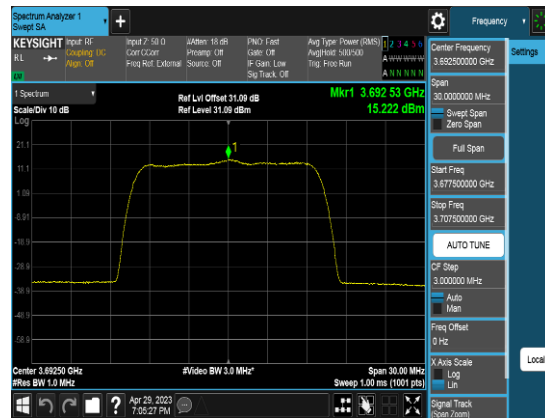 Spectrum Analyzer 1
Swept SA
+
Frequency
KEYSIGHT
Input: RF
Input Z: 50 Ω
#Atten: 18 dB
PNO: Fast
Avg Type: Power (RMS)
1 2 3 4 5 6
RL
Coupling: DC
Corr CCorr
Preamp: Off
Gate: Off
Avg|Hold: 500/500
A W W W W W
Align: Off
Freq Ref: External
Source: Off
IF Gain: Low
Trig: Free Run
Sig Track: Off
A N N N N N
1 Spectrum
Ref Lvl Offset 31.09 dB
Mkr1 3.692 53 GHz
Scale/Div 10 dB
Ref Level 31.09 dBm
15.222 dBm
Log
1
21.1
11.1
1.09
-8.91
-18.9
-28.9
-38.9
-48.9
-58.9
Center 3.69250 GHz
#Video BW 3.0 MHz*
Span 30.00 MHz
#Res BW 1.0 MHz
Sweep 1.00 ms (1001 pts)
Center Frequency
3.692500000 GHz
Settings
Span
30.0000000 MHz
Swept Span
Zero Span
Full Span
Start Freq
3.677500000 GHz
Stop Freq
3.707500000 GHz
AUTO TUNE
CF Step
3.000000 MHz
Auto
Man
Freq Offset
0 Hz
X Axis Scale
Log
Lin
Local
Signal Track
(Span Zoom)
?
Apr 29, 2023
7:05:27 PM